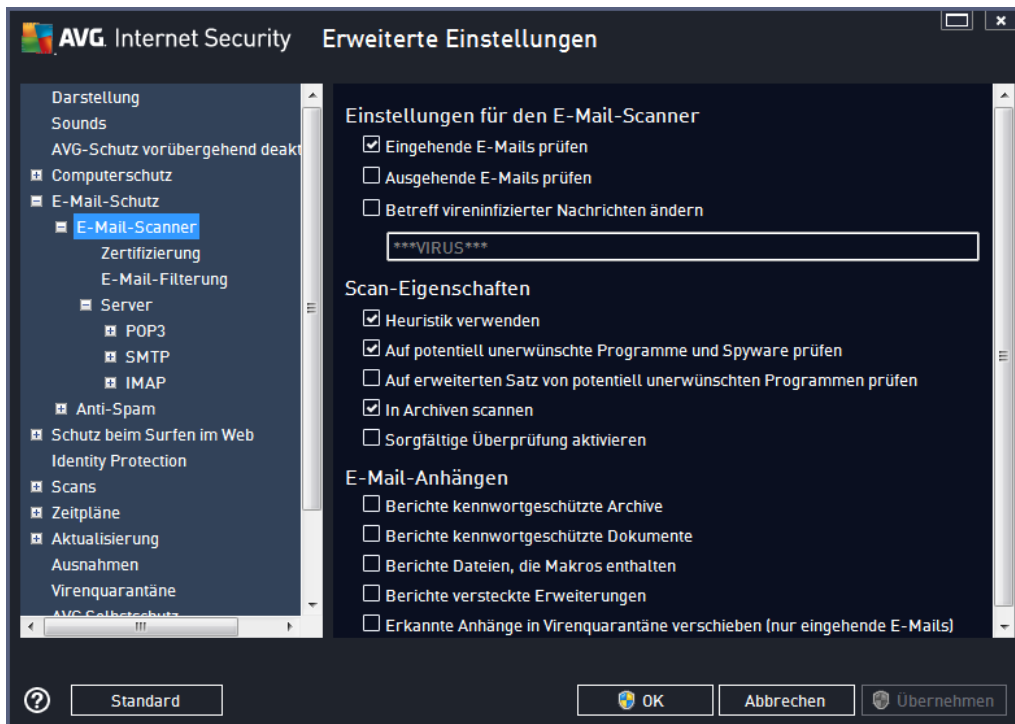 AVG. Internet Security Erweiterte Einstellungen
Darstellung
Sounds
AVG-Schutz vorübergehend deakt
Computerschutz
E-Mail-Schutz
E-Mail-Scanner
Zertifizierung
E-Mail-Filterung
Server
POP3
SMTP
IMAP
Anti-Spam
Schutz beim Surfen im Web
Identity Protection
Scans
Zeitpläne
Aktualisierung
Ausnahmen
Virenquarantäne
AVG Selbstschutz
Einstellungen für den E-Mail-Scanner
Eingehende E-Mails prüfen
Ausgehende E-Mails prüfen
Betreff vireninfizierter Nachrichten ändern
***VIRUS***
Scan-Eigenschaften
Heuristik verwenden
Auf potentiell unerwünschte Programme und Spyware prüfen
Auf erweiterten Satz von potentiell unerwünschten Programmen prüfen
In Archiven scannen
Sorgfältige Überprüfung aktivieren
E-Mail-Anhängen
Berichte kennwortgeschützte Archive
Berichte kennwortgeschützte Dokumente
Berichte Dateien, die Makros enthalten
Berichte versteckte Erweiterungen
Erkannte Anhänge in Virenquarantäne verschieben (nur eingehende E-Mails)
Standard
OK
Abbrechen
Übernehmen